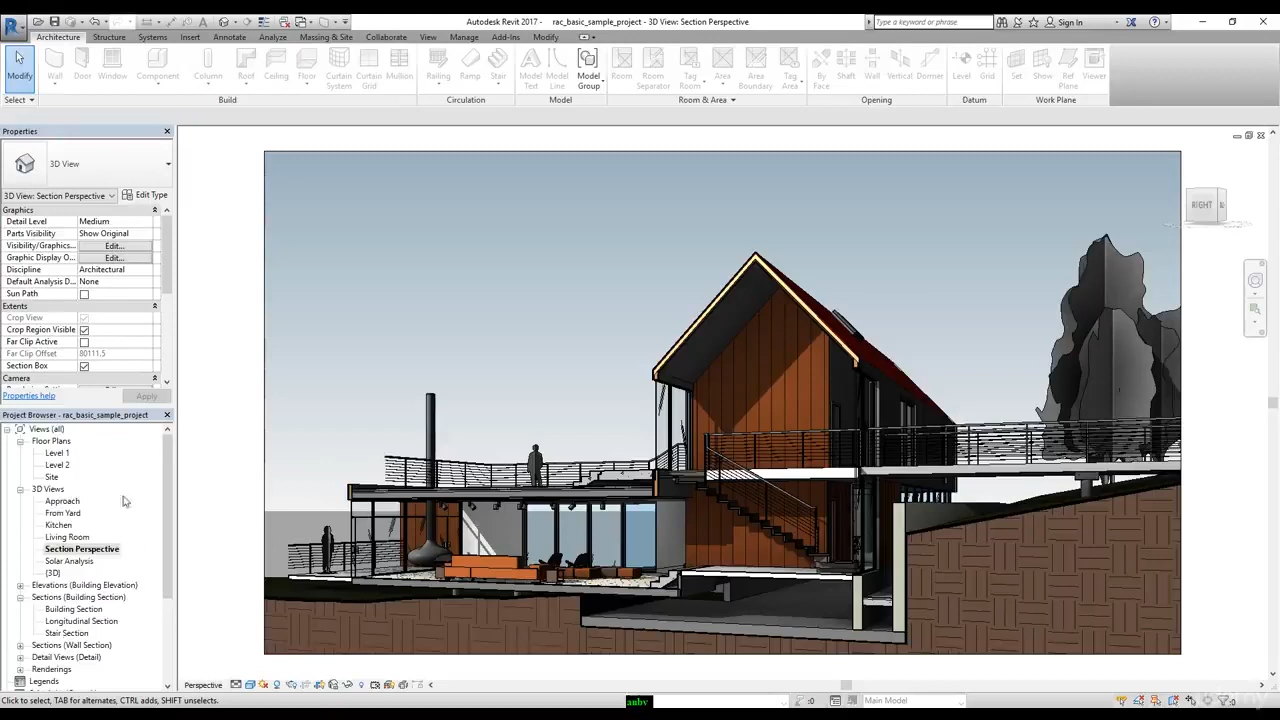 Autodesk Revit 2017 - rac_basic_sample_project - 3D View: Section Perspective
Type a keyword or phrase
Sign In
Architecture Structure Systems Insert Annotate Analyze Massing & Site Collaborate View Manage Add-Ins Modify
Modify Wall Door Window Component Column Roof Ceiling Floor Curtain System Curtain Grid Mullion Railing Ramp Stair Model Text Model Line Model Group Room Room Separator Tag Room Area Area Boundary Tag Area By Face Shaft Wall Vertical Dormer Level Grid Set Show Ref Plane Viewer
Select Build Circulation Model Room & Area Opening Datum Work Plane
Properties
3D View
3D View: Section Perspective Edit Type
Graphics
Detail Level Medium
Parts Visibility Show Original
Visibility/Graphics... Edit...
Graphic Display O... Edit...
Discipline Architectural
Default Analysis D... None
Sun Path
Extents
Crop View
Crop Region Visible
Far Clip Active
Far Clip Offset 80111.5
Section Box
Camera
Properties help Apply
Project Browser - rac_basic_sample_project
Views (all)
Floor Plans
Level 1
Level 2
Site
3D Views
Approach
From Yard
Kitchen
Living Room
Section Perspective
Solar Analysis
{3D}
Elevations (Building Elevation)
Sections (Building Section)
Building Section
Longitudinal Section
Stair Section
Sections (Wall Section)
Detail Views (Detail)
Renderings
Legends
RIGHT
Perspective
Click to select, TAB for alternates, CTRL adds, SHIFT unselects.
:0
Main Model
:0